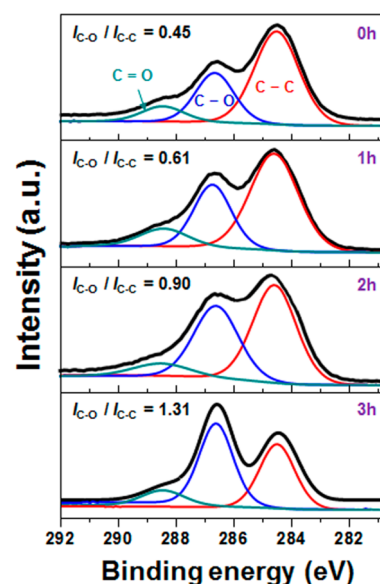 I_C-O / I_C-C = 0.45
0h
C = O
C – O
C – C
I_C-O / I_C-C = 0.61
1h
I_C-O / I_C-C = 0.90
2h
I_C-O / I_C-C = 1.31
3h
Intensity (a.u.)
292 290 288 286 284 282
Binding energy (eV)